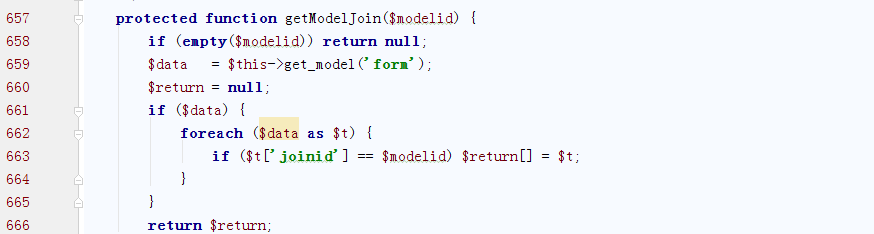 657 protected function getModelJoin($modelid) {
658 if (empty($modelid)) return null;
659 $data   = $this->get_model('form');
660 $return = null;
661 if ($data) {
662 foreach ($data as $t) {
663 if ($t['joinid'] == $modelid) $return[] = $t;
664 }
665 }
666 return $return;